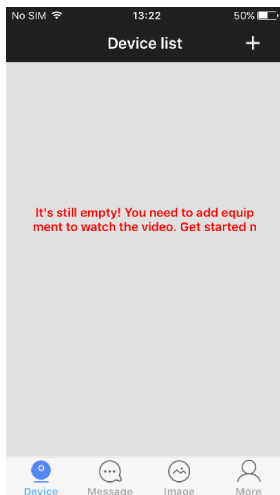 No SIM 13:22 50%
Device list +
It's still empty! You need to add equip
ment to watch the video. Get started n
Device Message Image More